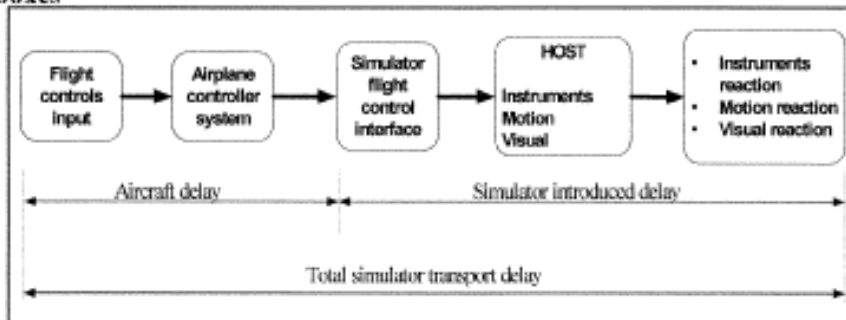 Flight
controls
input
Airplane
controller
system
Simulator
flight
control
interface
HOST
Instruments
Motion
Visual
• Instruments
reaction
• Motion reaction
• Visual reaction
Aircraft delay
Simulator introduced delay
Total simulator transport delay